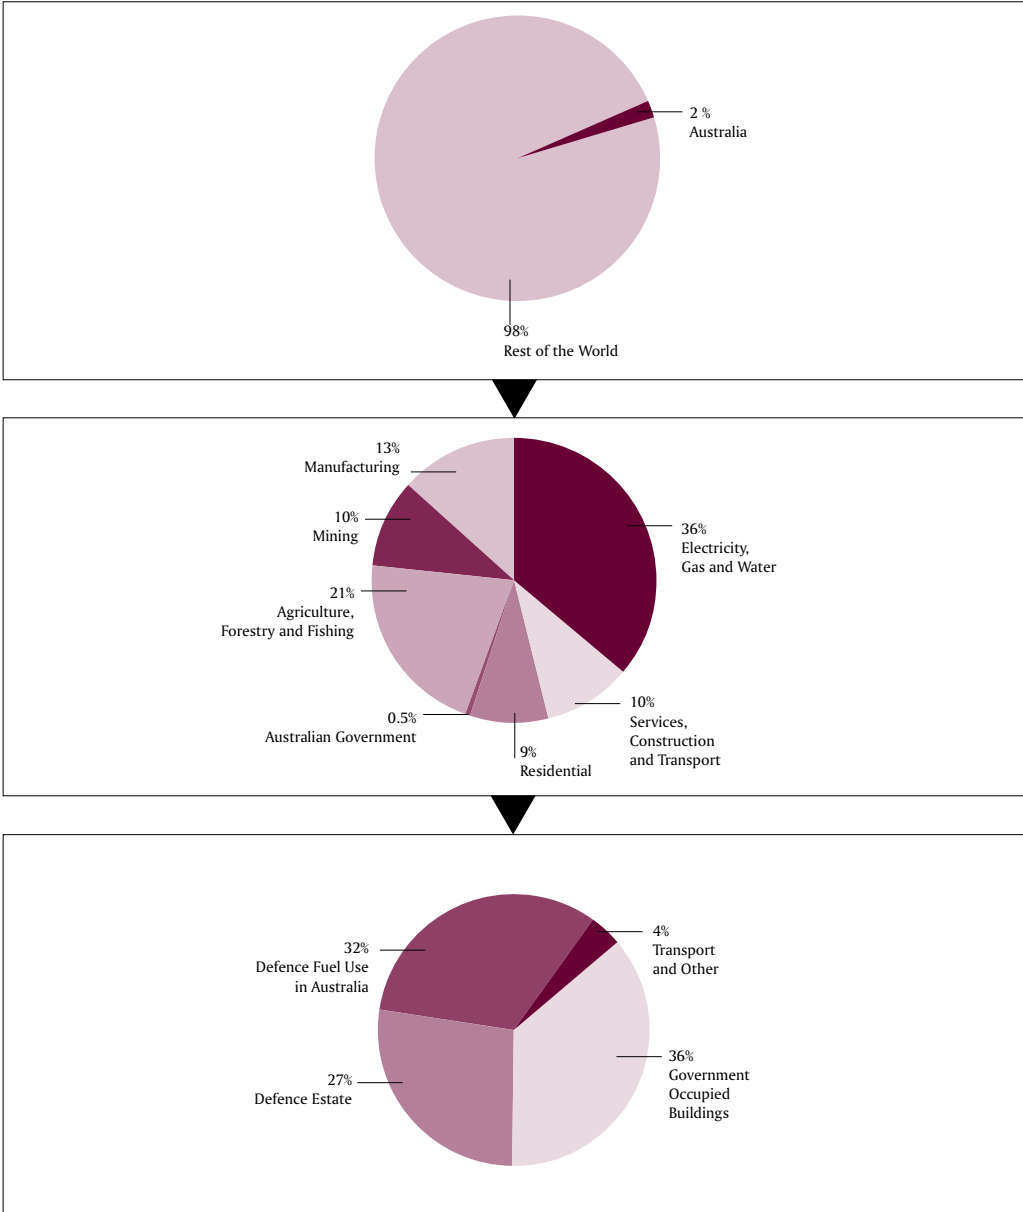 2 %
Australia
98%
Rest of the World
13%
Manufacturing
10%
Mining
21%
Agriculture,
Forestry and Fishing
0.5%
Australian Government
36%
Electricity,
Gas and Water
10%
Services,
Construction
and Transport
9%
Residential
32%
Defence Fuel Use
in Australia
27%
Defence Estate
4%
Transport
and Other
36%
Government
Occupied
Buildings